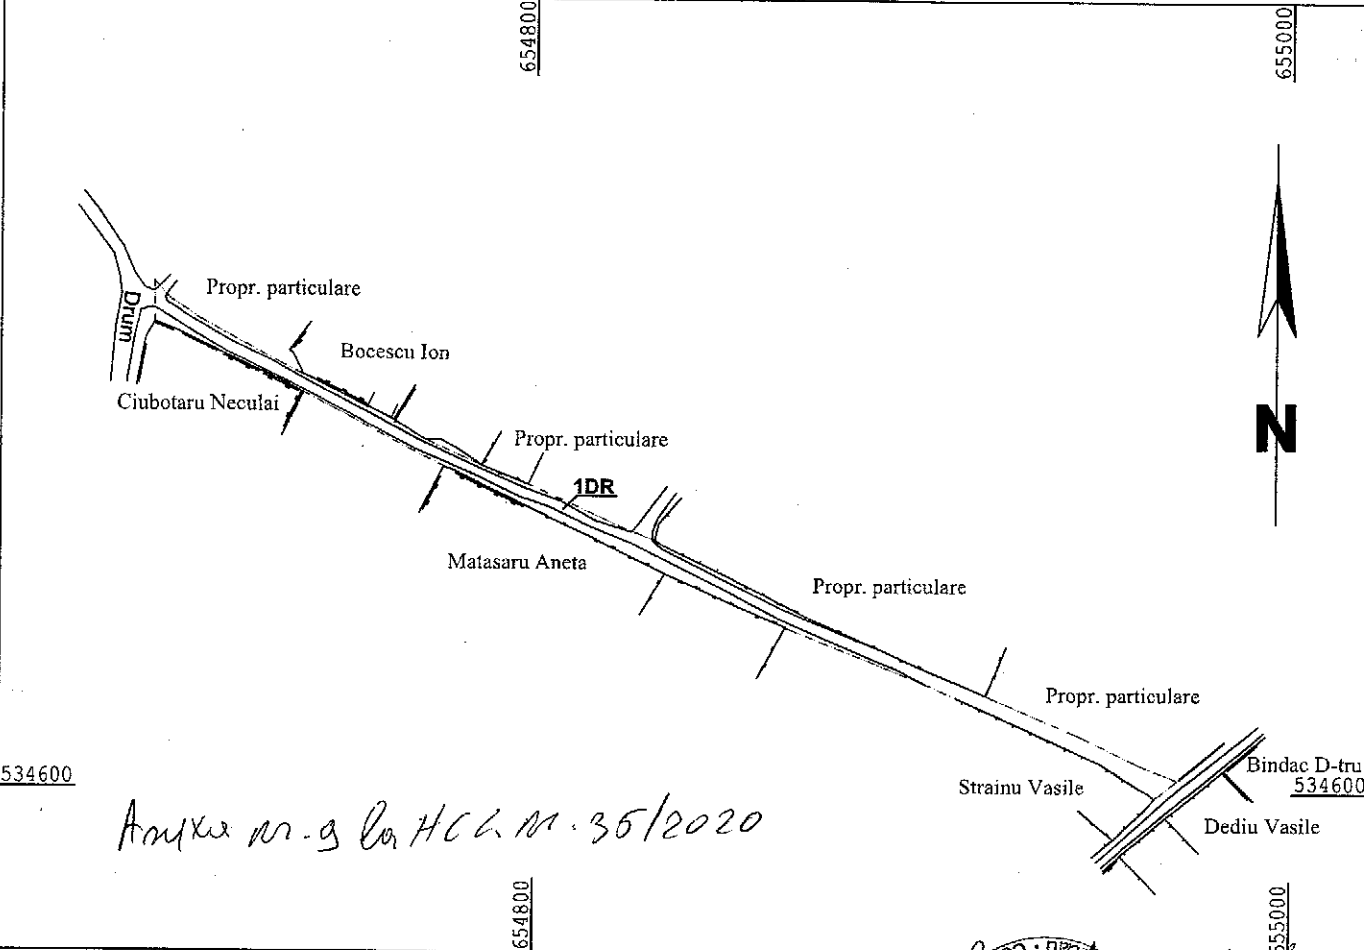 654800
655000
Propr. particulare
Drum
Bocescu Ion
Ciubotaru Neculai
N
Propr. particulare
1DR
Matasaru Aneta
Propr. particulare
Propr. particulare
534600
Strainu Vasile
Bindac D-tru
534600
Dediu Vasile
nr. 9 la HCL nr. 35/2020
654800
655000